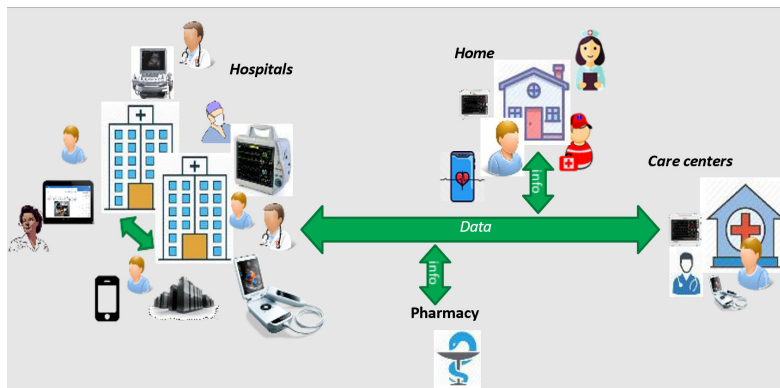 Hospitals
Home
Care centers
info
Data
info
Pharmacy